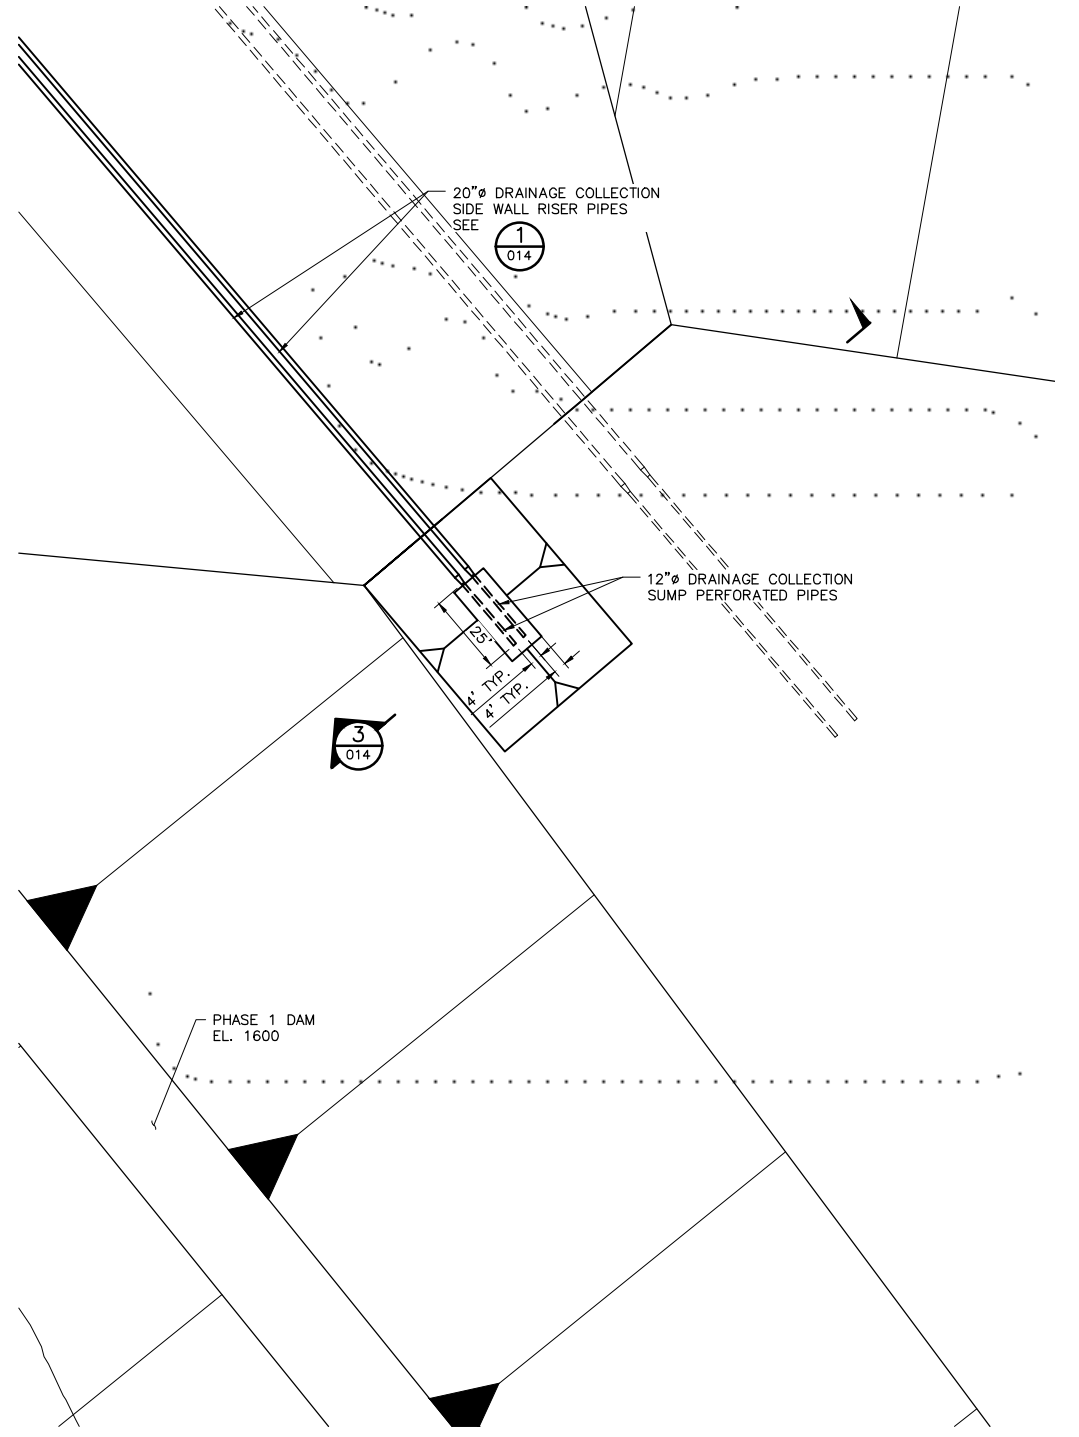 20"ø DRAINAGE COLLECTION
SIDE WALL RISER PIPES
SEE
1
014
12"ø DRAINAGE COLLECTION
SUMP PERFORATED PIPES
25'
4' TYP.
4' TYP.
3
014
PHASE 1 DAM
EL. 1600